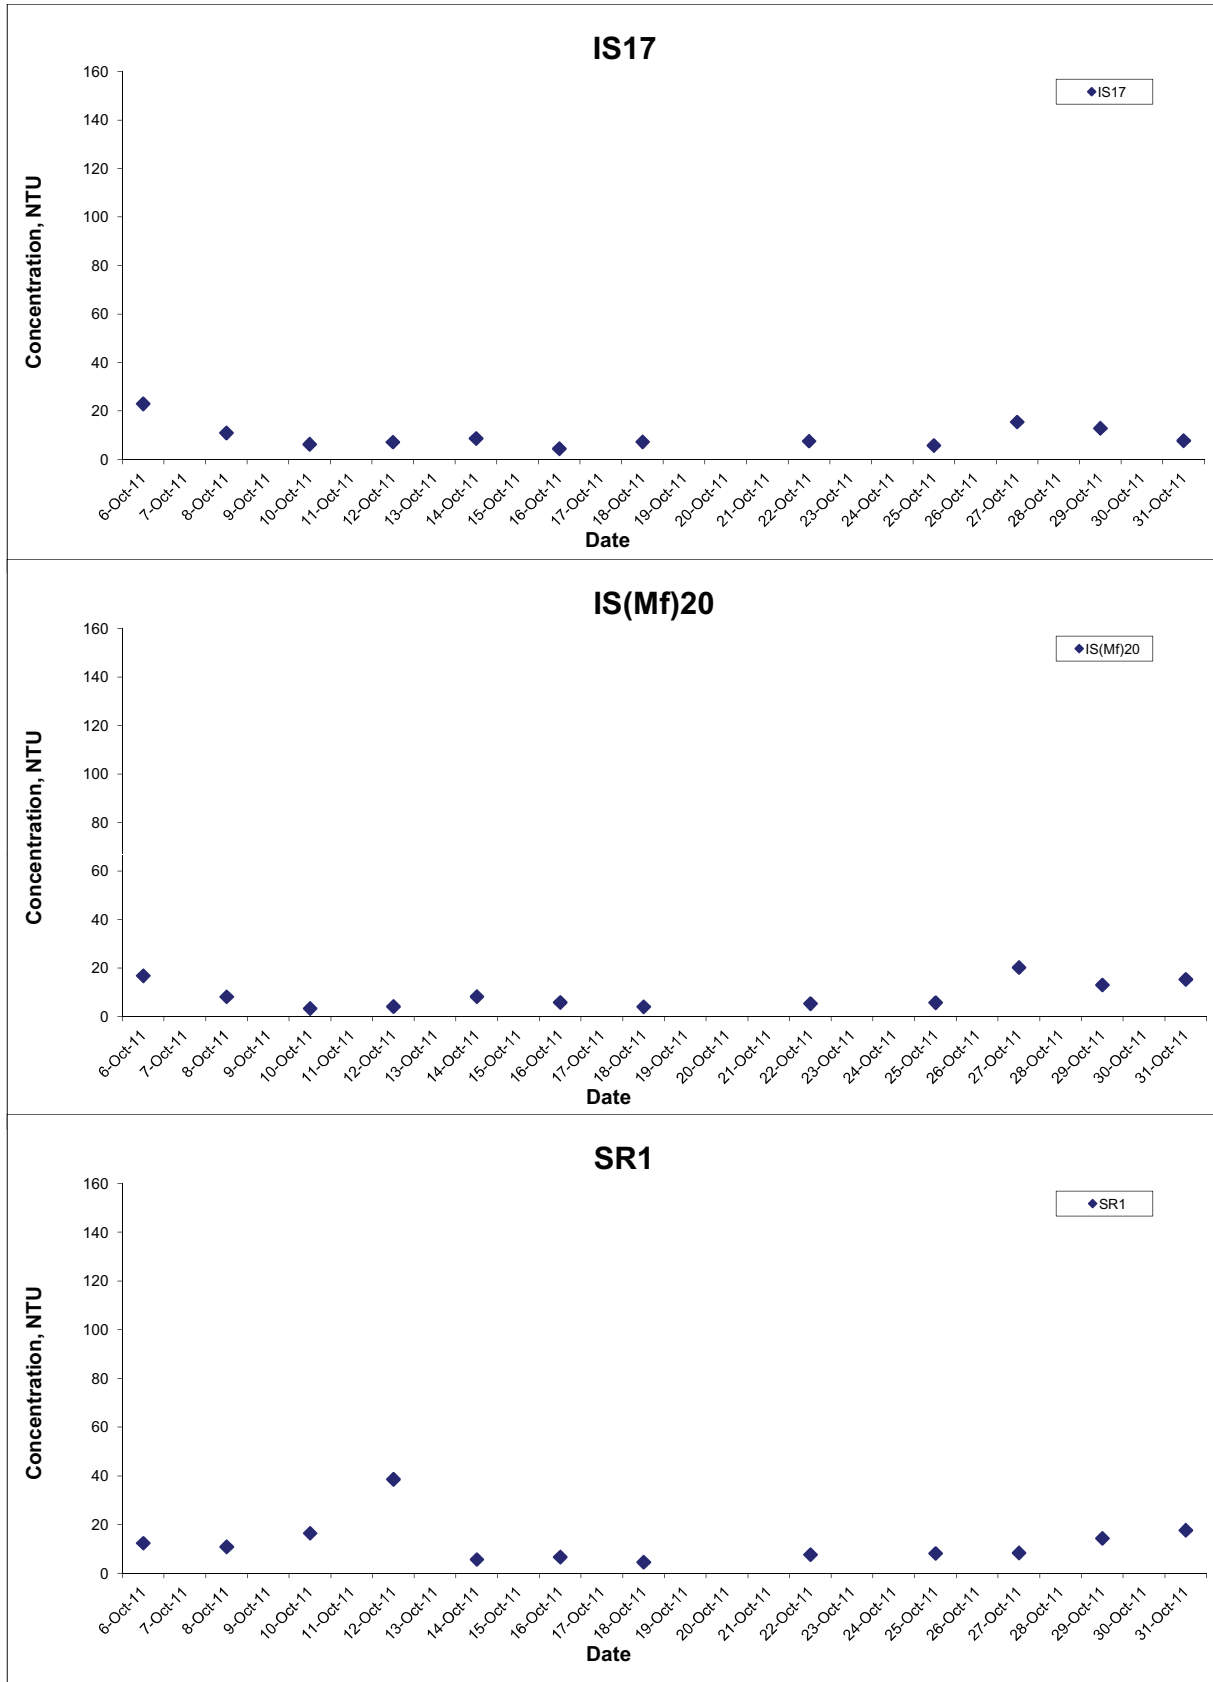 IS17
IS17
Concentration, NTU
160
140
120
100
80
60
40
20
0
6-Oct-11
7-Oct-11
8-Oct-11
9-Oct-11
10-Oct-11
11-Oct-11
12-Oct-11
13-Oct-11
14-Oct-11
15-Oct-11
16-Oct-11
17-Oct-11
18-Oct-11
19-Oct-11
20-Oct-11
21-Oct-11
22-Oct-11
23-Oct-11
24-Oct-11
25-Oct-11
26-Oct-11
27-Oct-11
28-Oct-11
29-Oct-11
30-Oct-11
31-Oct-11
Date
IS(Mf)20
IS(Mf)20
Concentration, NTU
160
140
120
100
80
60
40
20
0
6-Oct-11
7-Oct-11
8-Oct-11
9-Oct-11
10-Oct-11
11-Oct-11
12-Oct-11
13-Oct-11
14-Oct-11
15-Oct-11
16-Oct-11
17-Oct-11
18-Oct-11
19-Oct-11
20-Oct-11
21-Oct-11
22-Oct-11
23-Oct-11
24-Oct-11
25-Oct-11
26-Oct-11
27-Oct-11
28-Oct-11
29-Oct-11
30-Oct-11
31-Oct-11
Date
SR1
SR1
Concentration, NTU
160
140
120
100
80
60
40
20
0
6-Oct-11
7-Oct-11
8-Oct-11
9-Oct-11
10-Oct-11
11-Oct-11
12-Oct-11
13-Oct-11
14-Oct-11
15-Oct-11
16-Oct-11
17-Oct-11
18-Oct-11
19-Oct-11
20-Oct-11
21-Oct-11
22-Oct-11
23-Oct-11
24-Oct-11
25-Oct-11
26-Oct-11
27-Oct-11
28-Oct-11
29-Oct-11
30-Oct-11
31-Oct-11
Date